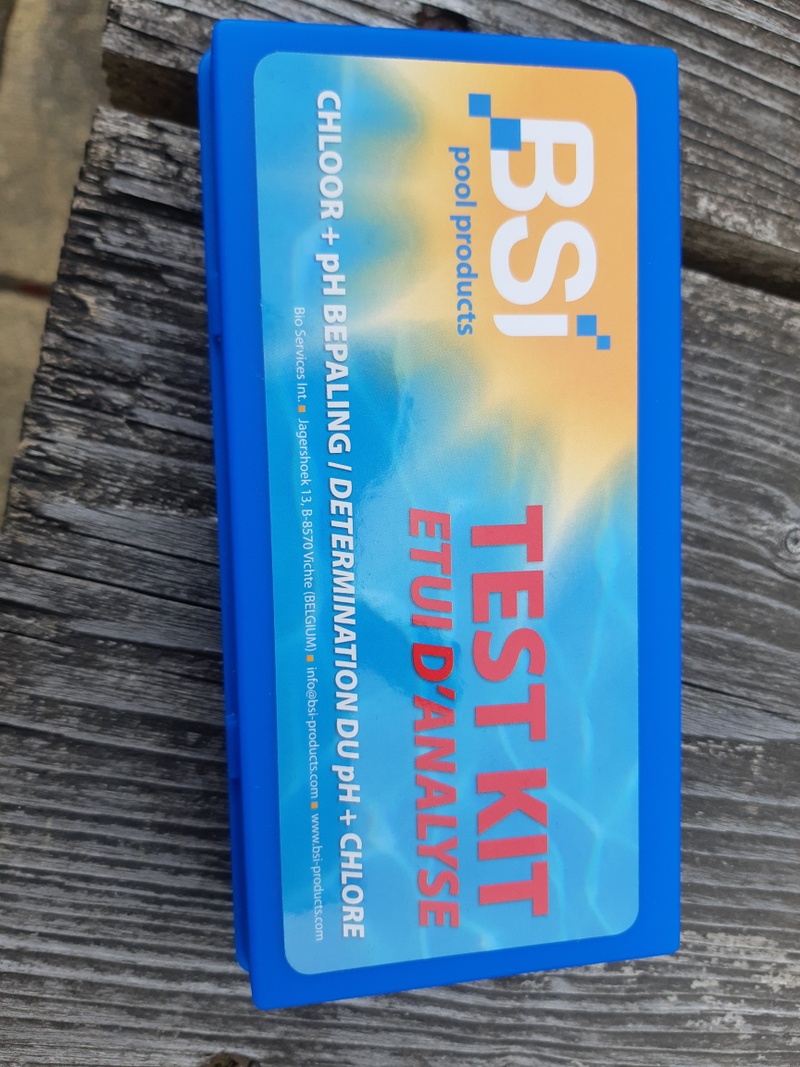 BSi
pool products
TEST KIT
ETUI D'ANALYSE
CHLOOR + pH BEPALING / DETERMINATION DU pH + CHLORE
Bio Services Int. ▪ Jagershoek 13, B-8570 Vichte (BELGIUM) ▪ info@bsi-products.com ▪ www.bsi-products.com